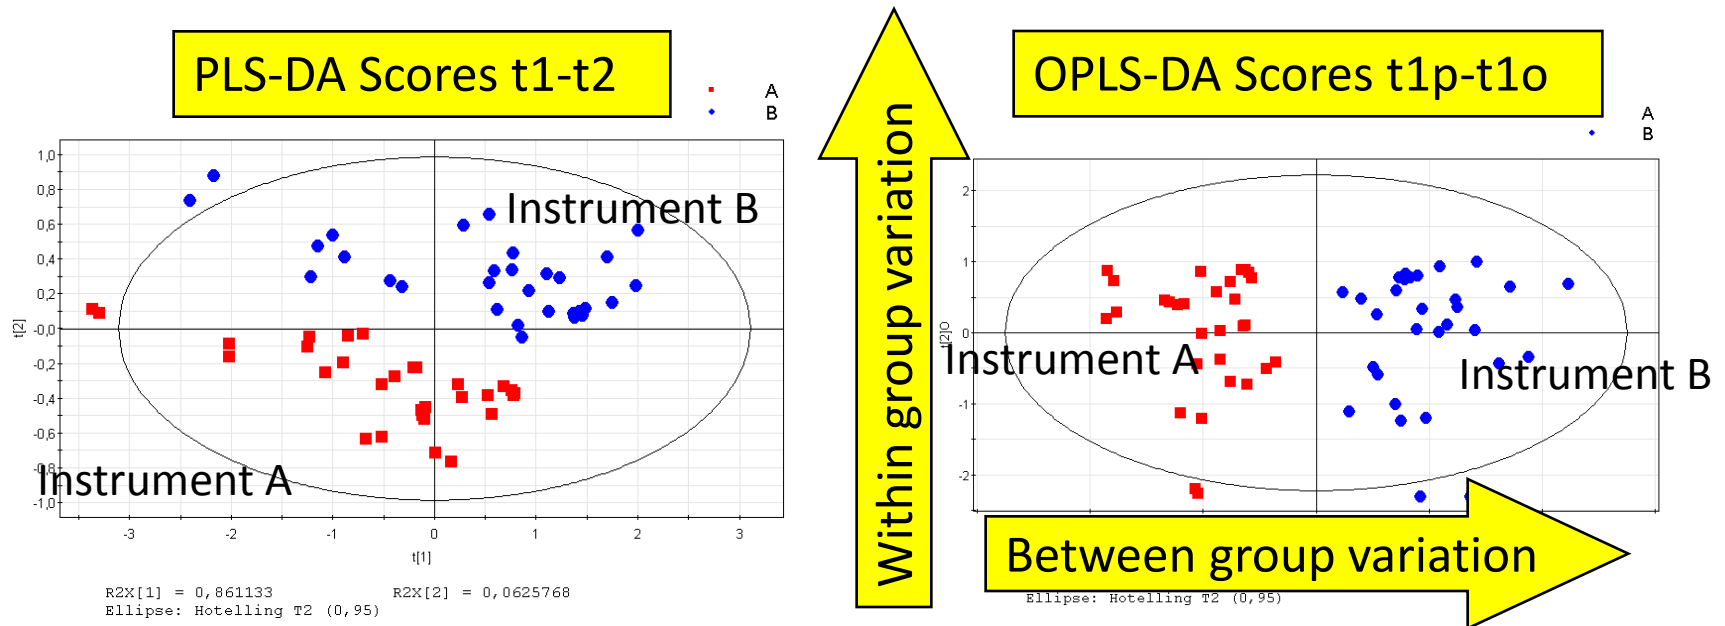 PLS-DA Scores t1-t2
A
B
1,0
0,8
0,6
0,4
0,2
-0,0
-0,2
-0,4
-0,6
-0,8
-1,0
t[2]
-3
-2
-1
0
1
2
3
t[1]
Instrument B
Instrument A
R2X[1] = 0,861133
R2X[2] = 0,0625768
Ellipse: Hotelling T2 (0,95)
Within group variation
OPLS-DA Scores t1p-t1o
A
B
2
1
0
-1
-2
t[2]O
Instrument A
Instrument B
Between group variation
Ellipse: Hotelling T2 (0,95)